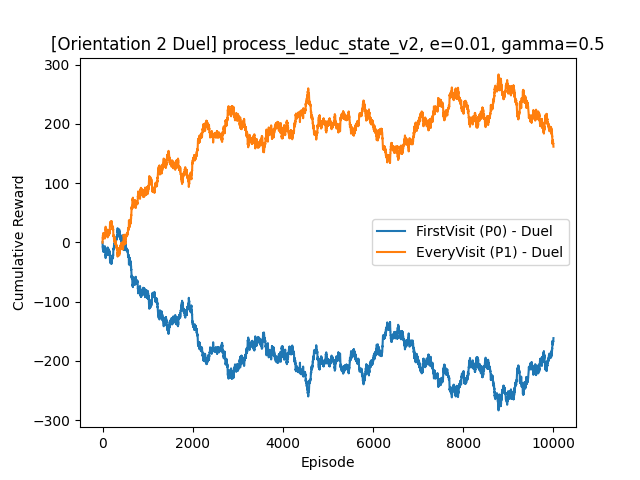 [Orientation 2 Duel] process_leduc_state_v2, e=0.01, gamma=0.5
Cumulative Reward
300
200
100
0
−100
−200
−300
FirstVisit (P0) - Duel
EveryVisit (P1) - Duel
0 2000 4000 6000 8000 10000
Episode